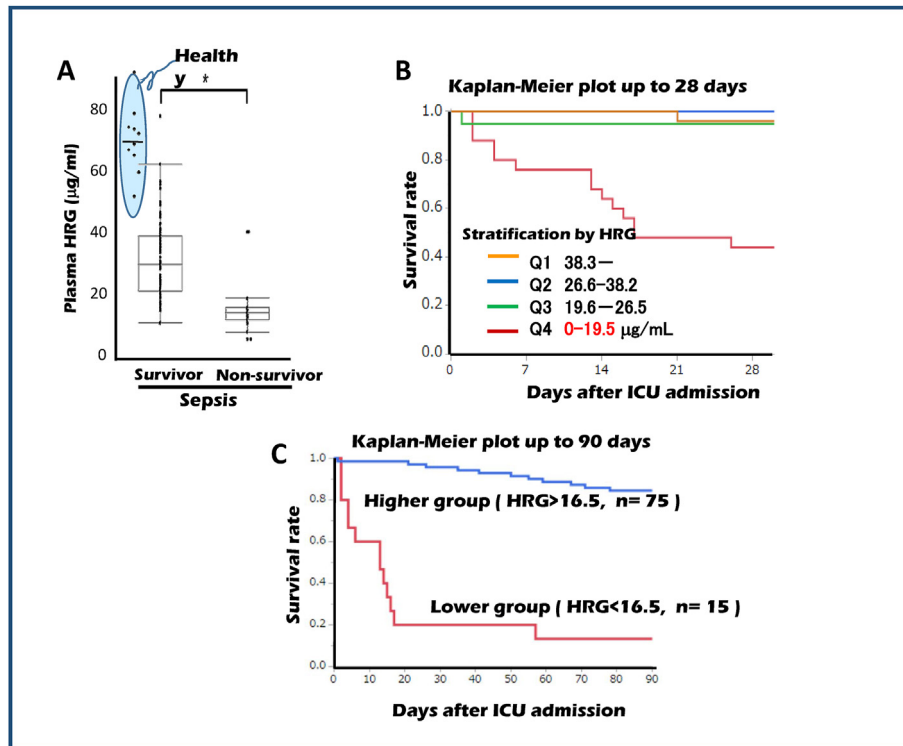 A
Health
y *
Plasma HRG (μg/ml)
80
60
40
20
0
Survivor Non-survivor
Sepsis
B
Kaplan-Meier plot up to 28 days
Survival rate
1.0
0.8
0.6
0.4
0.2
0.0
Stratification by HRG
Q1 38.3—
Q2 26.6—38.2
Q3 19.6—26.5
Q4 0—19.5 μg/mL
0 7 14 21 28
Days after ICU admission
C
Kaplan-Meier plot up to 90 days
Survival rate
1.0
0.8
0.6
0.4
0.2
0.0
Higher group ( HRG>16.5, n= 75 )
Lower group ( HRG<16.5, n= 15 )
0 10 20 30 40 50 60 70 80 90
Days after ICU admission